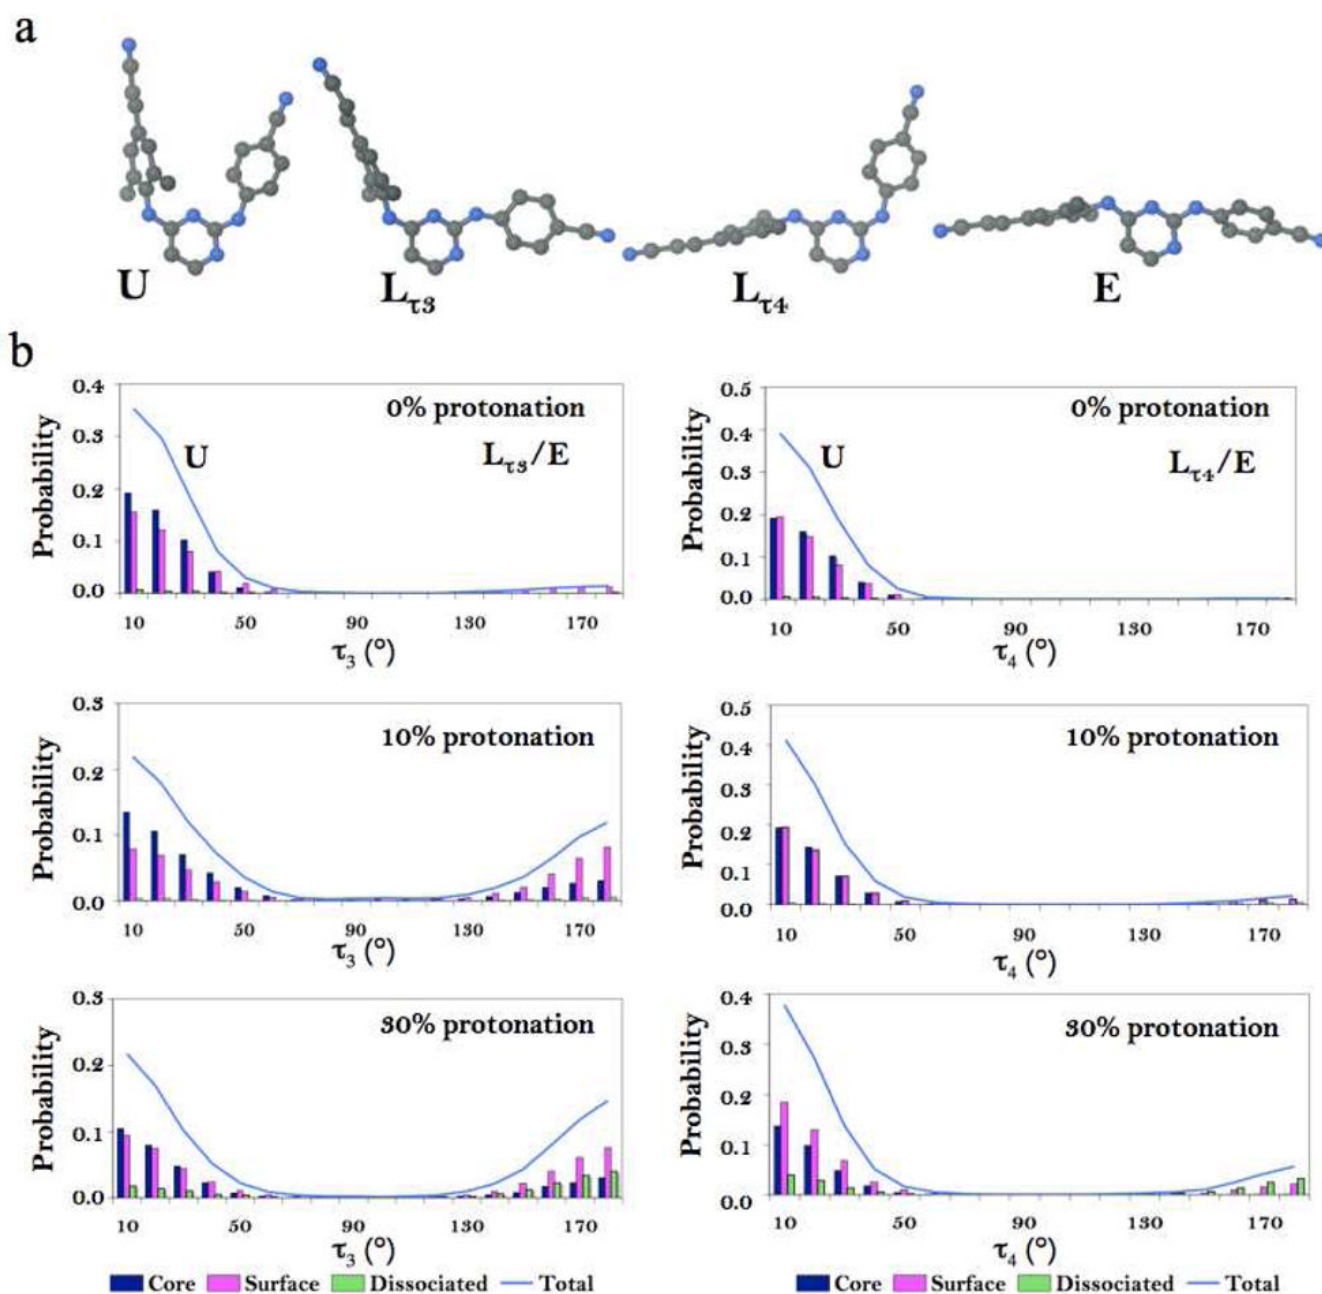 a
U
Lτ3
Lτ4
E
b
Probability
0.4
0.3
0.2
0.1
0.0
0% protonation
U
Lτ3/E
10 50 90 130 170
τ3 (°)
Probability
0.5
0.4
0.3
0.2
0.1
0.0
0% protonation
U
Lτ4/E
10 50 90 130 170
τ4 (°)
Probability
0.3
0.2
0.1
0.0
10% protonation
10 50 90 130 170
τ3 (°)
Probability
0.5
0.4
0.3
0.2
0.1
0.0
10% protonation
10 50 90 130 170
τ4 (°)
Probability
0.3
0.2
0.1
0.0
30% protonation
10 50 90 130 170
τ3 (°)
Probability
0.4
0.3
0.2
0.1
0.0
30% protonation
10 50 90 130 170
τ4 (°)
Core Surface Dissociated Total
Core Surface Dissociated Total